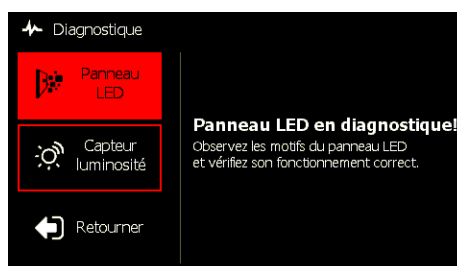 Diagnostique
Panneau
LED
Capteur
luminosité
Retourner
Panneau LED en diagnostique!
Observez les motifs du panneau LED
et vérifiez son fonctionnement correct.